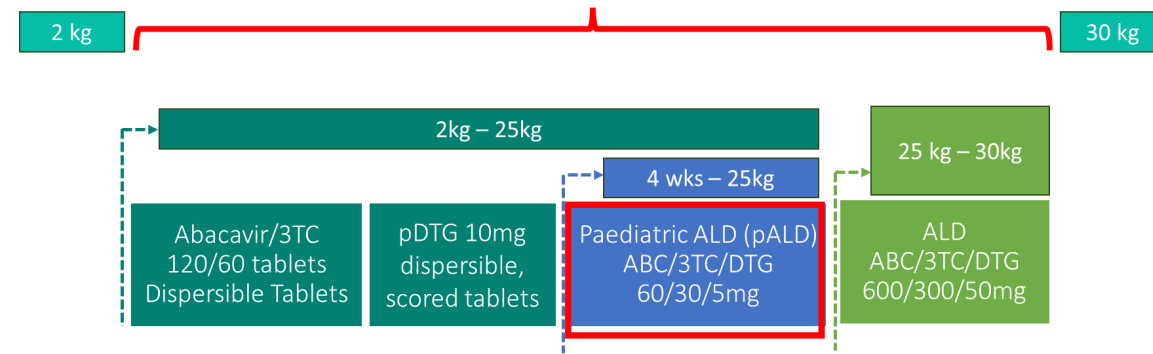 2 kg
30 kg
2kg – 25kg
25 kg – 30kg
4 wks – 25kg
Abacavir/3TC
120/60 tablets
Dispersible Tablets
pDTG 10mg
dispersible,
scored tablets
Paediatric ALD (pALD)
ABC/3TC/DTG
60/30/5mg
ALD
ABC/3TC/DTG
600/300/50mg